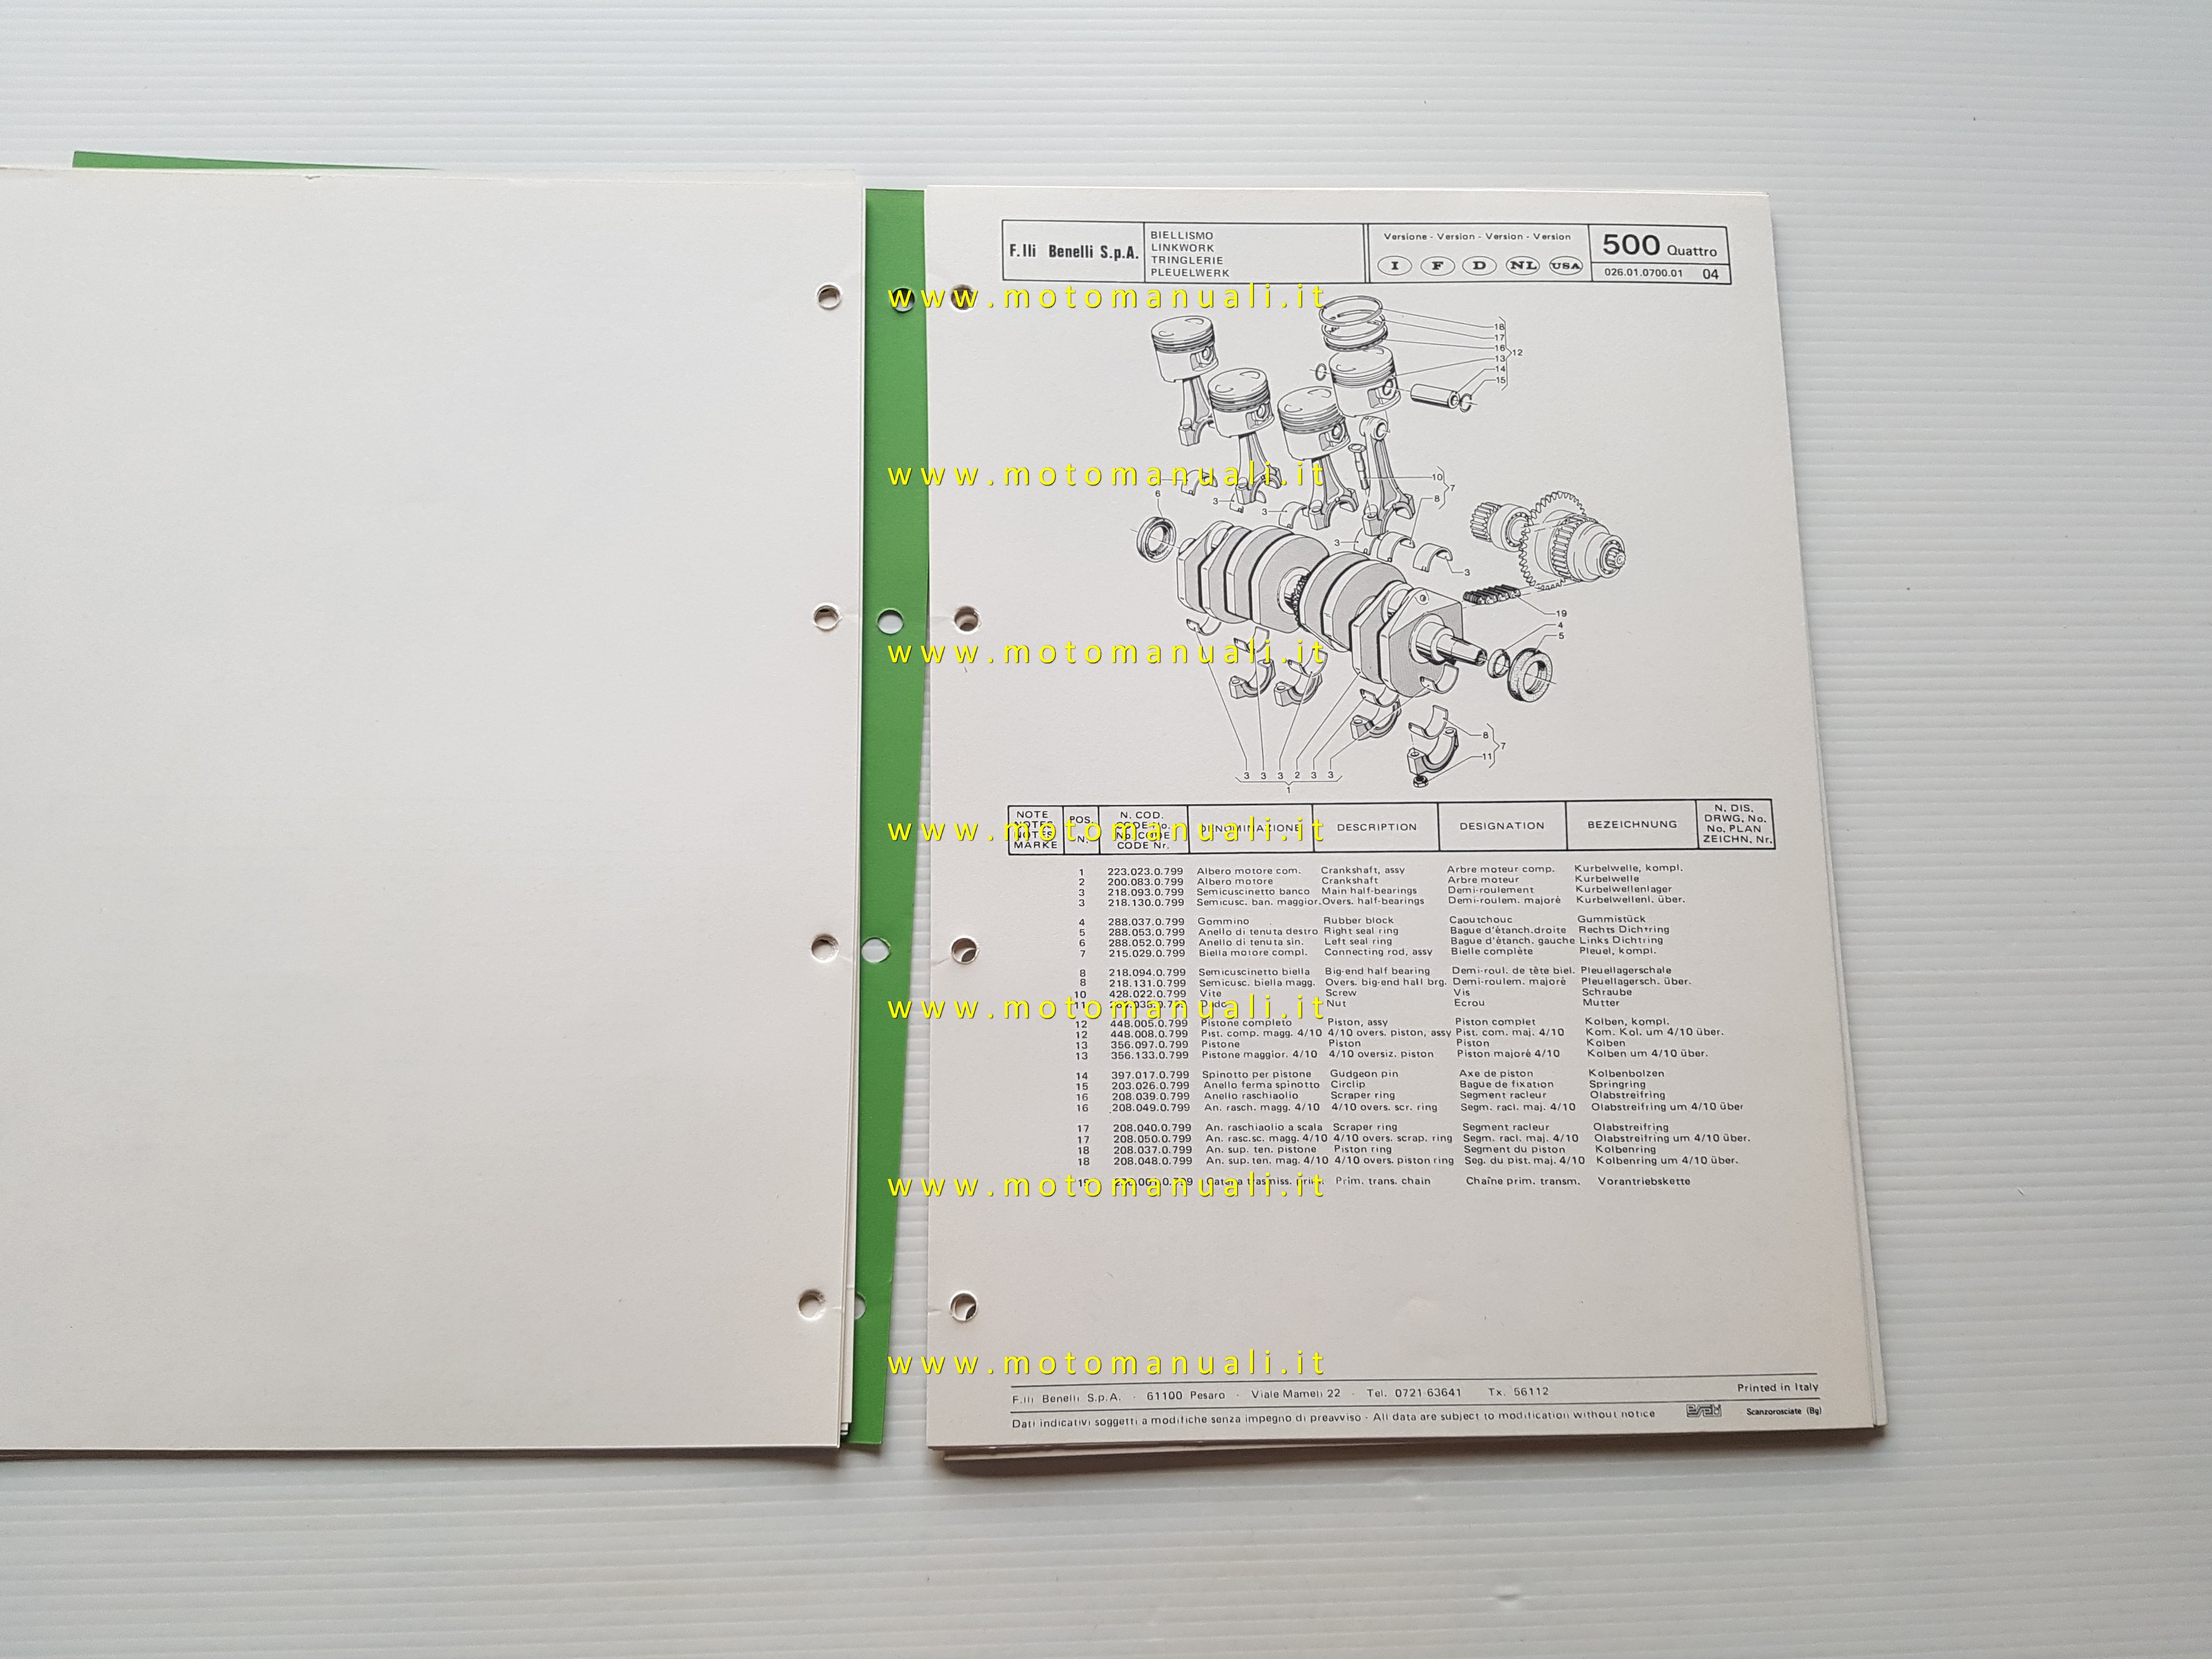 F.lli Benelli S.p.A.
BIELLISMO
LINKWORK
TRINGLERIE
PLEUELWERK
Versione - Version - Version - Version
I F D NL USA
500 Quattro
026.01.0700.01 04
www.motomanuali.it
18
17
16
13
14
15
12
www.motomanuali.it
6
3
3
3
3
10
8
7
19
4
5
www.motomanuali.it
8
11
7
3 3 3 2 3 3
1
NOTE
NOTES
NOTES
MARKE
POS.
N.
N. COD.
CODE No.
No. CODE
CODE Nr.
DENOMINAZIONE
DESCRIPTION
DESIGNATION
BEZEICHNUNG
N. DIS.
DRWG. No.
No. PLAN
ZEICHN. Nr.
www.motomanuali.it
1 223.023.0.799 Albero motore com. Crankshaft, assy Arbre moteur comp. Kurbelwelle, kompl.
2 200.083.0.799 Albero motore Crankshaft Arbre moteur Kurbelwelle
3 218.093.0.799 Semicuscinetto banco Main half-bearings Demi-roulement Kurbelwellenlager
3 218.130.0.799 Semicusc. ban. maggior. Overs. half-bearings Demi-roulem. majoré Kurbelwellenl. über.
4 288.037.0.799 Gommino Rubber block Caoutchouc Gummistück
5 288.053.0.799 Anello di tenuta destro Right seal ring Bague d'étanch.droite Rechts Dichtring
6 288.052.0.799 Anello di tenuta sin. Left seal ring Bague d'étanch. gauche Links Dichtring
7 215.029.0.799 Biella motore compl. Connecting rod, assy Bielle complète Pleuel, kompl.
8 218.094.0.799 Semicuscinetto biella Big-end half bearing Demi-roul. de tête biel. Pleuellagerschale
8 218.131.0.799 Semicusc. biella magg. Overs. big-end hall brg. Demi-roulem. majoré Pleuellagersch. über.
10 428.022.0.799 Vite Screw Vis Schraube
11 Dado Nut Ecrou Mutter
www.motomanuali.it
12 448.005.0.799 Pistone completo Piston, assy Piston complet Kolben, kompl.
12 448.008.0.799 Pist. comp. magg. 4/10 4/10 overs. piston, assy Pist. com. maj. 4/10 Kom. Kol. um 4/10 über.
13 356.097.0.799 Pistone Piston Piston Kolben
13 356.133.0.799 Pistone maggior. 4/10 4/10 oversiz. piston Piston majoré 4/10 Kolben um 4/10 über.
14 397.017.0.799 Spinotto per pistone Gudgeon pin Axe de piston Kolbenbolzen
15 203.026.0.799 Anello ferma spinotto Circlip Bague de fixation Springring
16 208.039.0.799 Anello raschiaolio Scraper ring Segment racleur Olabstreifring
16 208.049.0.799 An. rasch. magg. 4/10 4/10 overs. scr. ring Segm. racl. maj. 4/10 Olabstreifring um 4/10 über
17 208.040.0.799 An. raschiaolio a scala Scraper ring Segment racleur Olabstreifring
17 208.050.0.799 An. rasc.sc. magg. 4/10 4/10 overs. scrap. ring Segm. racl. maj. 4/10 Olabstreifring um 4/10 über.
18 208.037.0.799 An. sup. ten. pistone Piston ring Segment du piston Kolbenring
18 208.048.0.799 An. sup. ten. mag. 4/10 4/10 overs. piston ring Seg. du pist. maj. 4/10 Kolbenring um 4/10 über.
19 Prim. trans. chain Chaîne prim. transm. Vorantriebskette
www.motomanuali.it
www.motomanuali.it
F.lli Benelli S.p.A. - 61100 Pesaro - Viale Mameli 22 - Tel. 0721 63641 Tx. 56112
Printed in Italy
Dati indicativi soggetti a modifiche senza impegno di preavviso - All data are subject to modification without notice
Scanzorosciate (Bg)